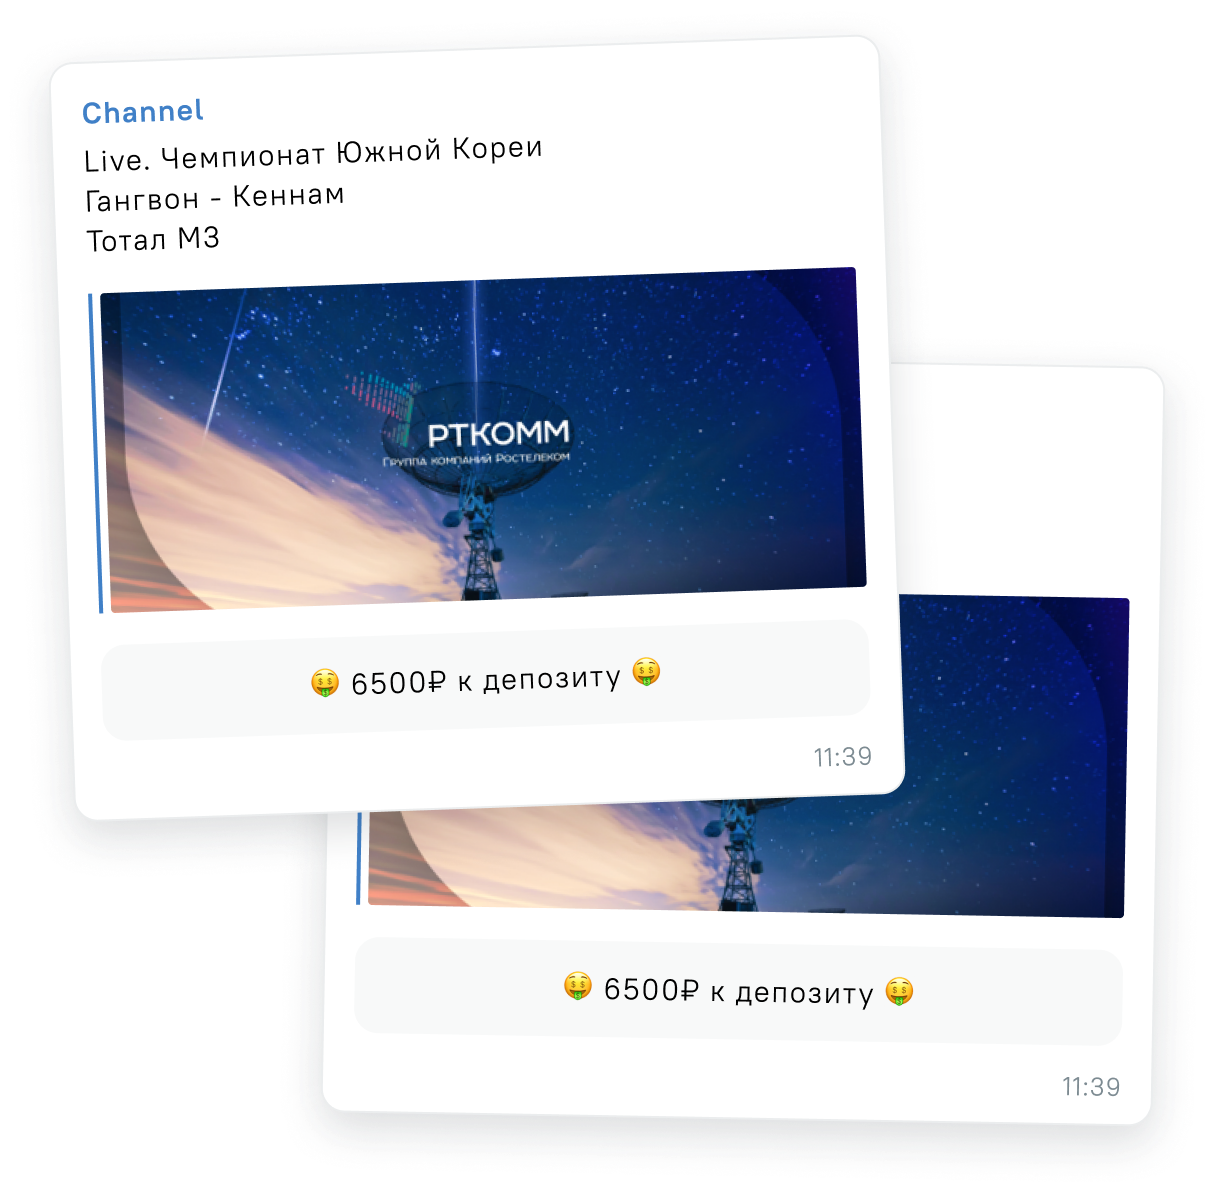 Channel
Live. Чемпионат Южной Кореи
Гангвон - Кеннам
Тотал М3
РТКОММ
Группа компаний Ростелеком
🤑 6500₽ к депозиту 🤑
11:39
🤑 6500₽ к депозиту 🤑
11:39